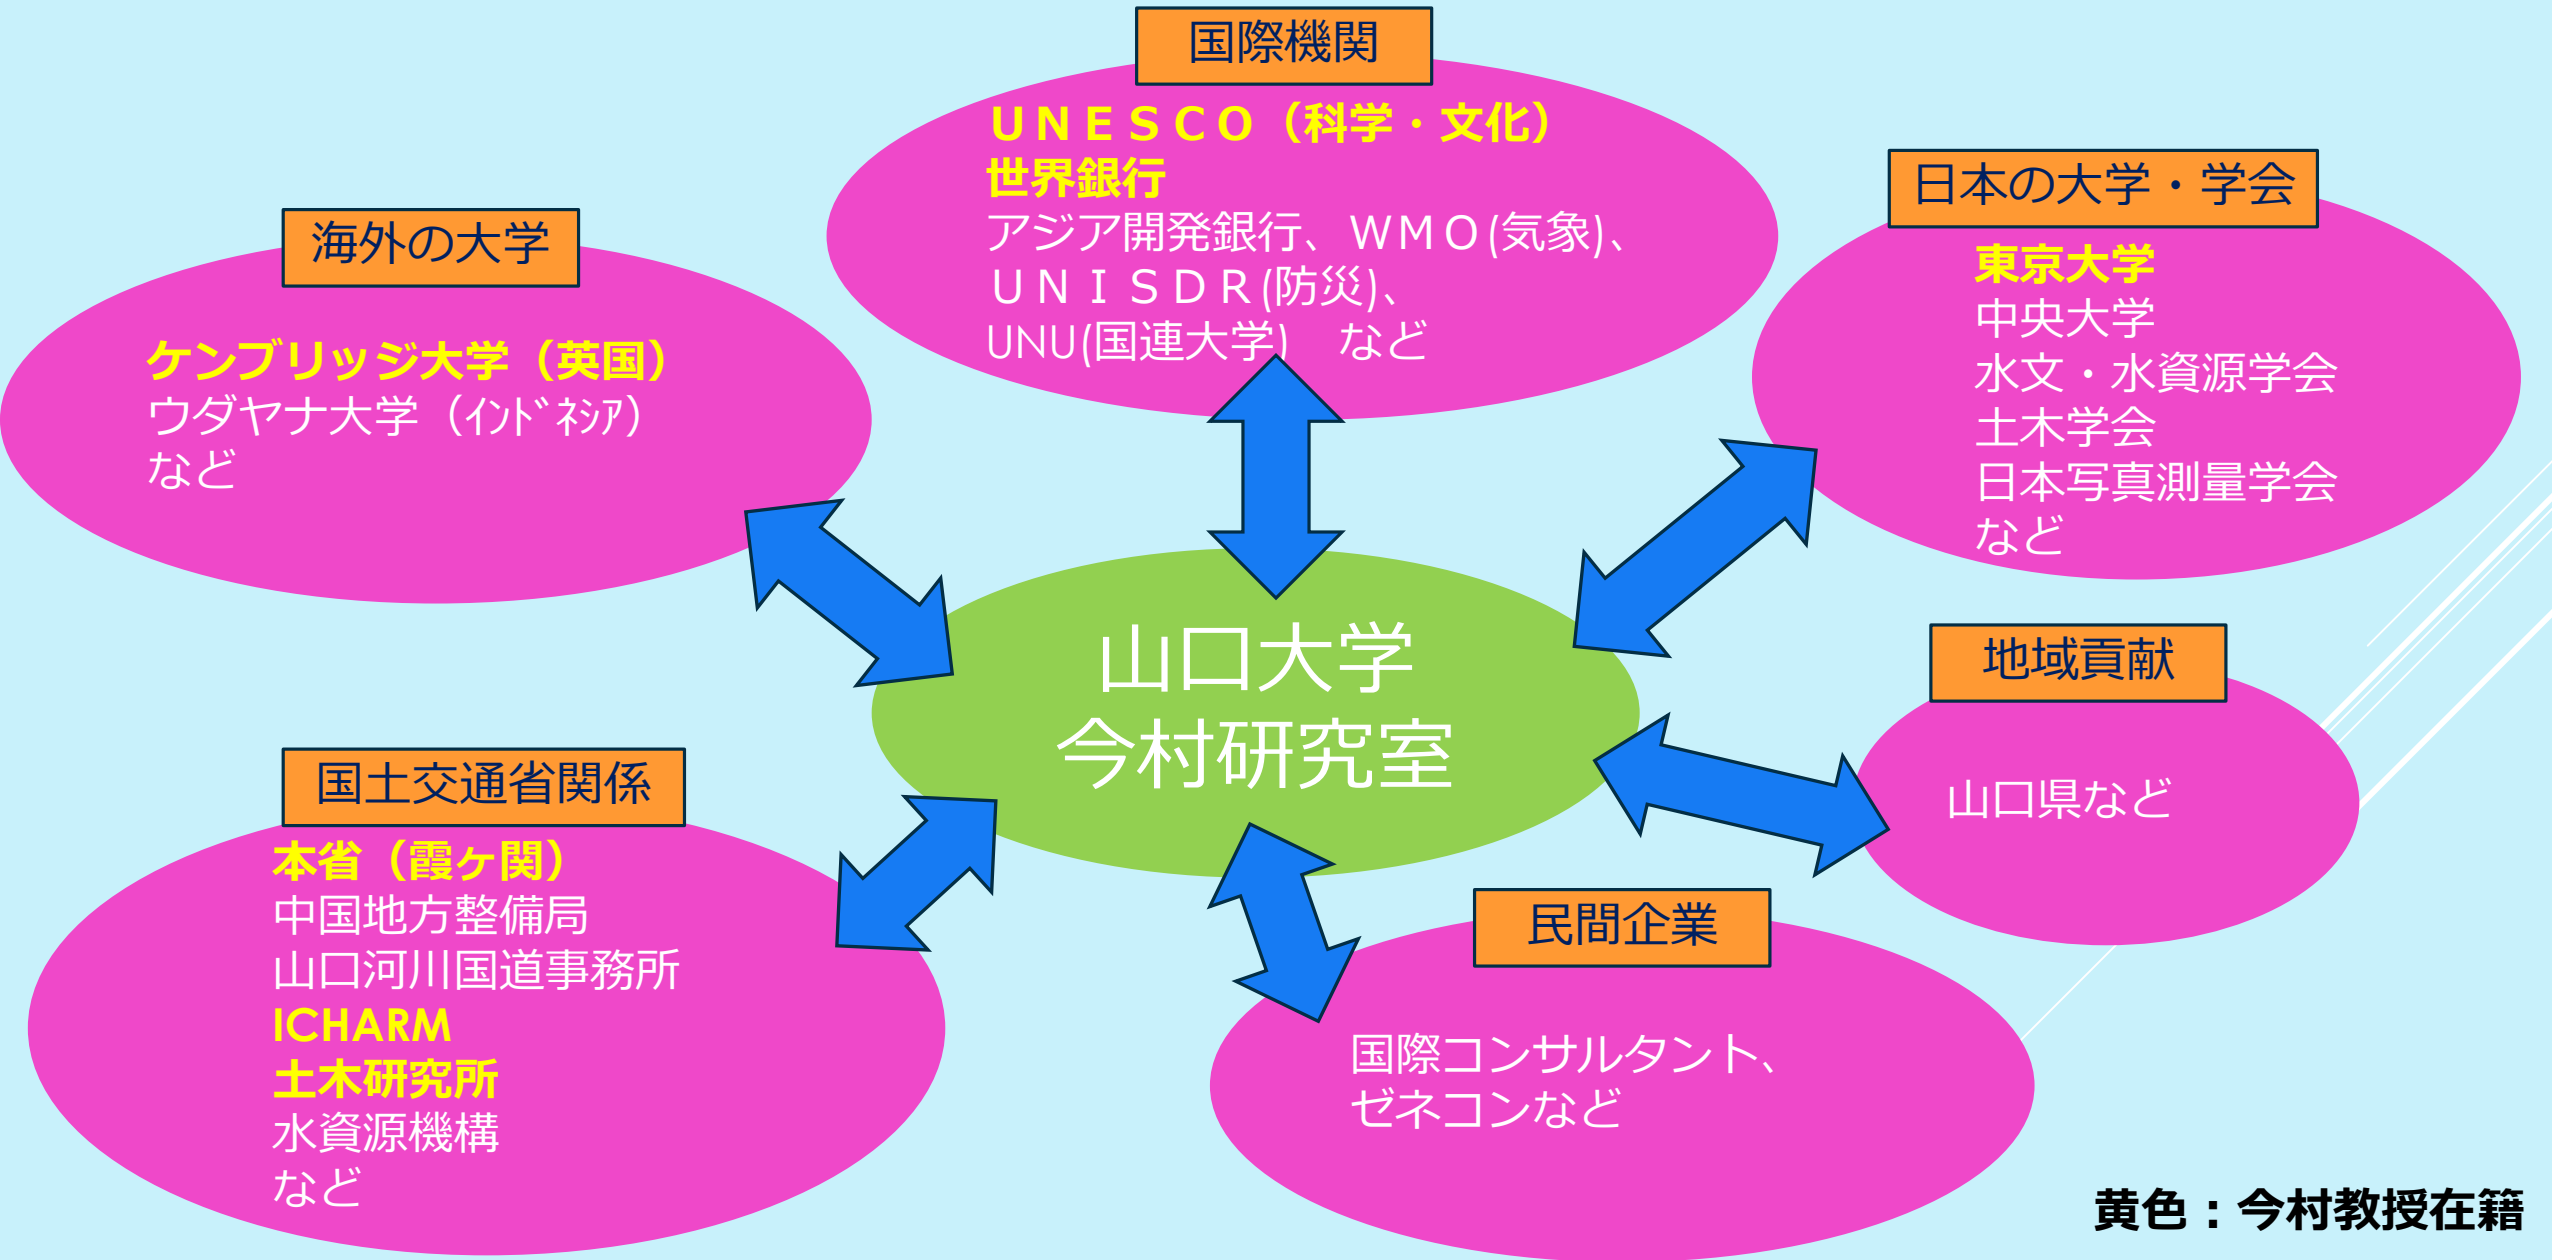 国際機関
ＵＮＥＳＣＯ（科学・文化）
世界銀行
アジア開発銀行、ＷＭＯ(気象)、
ＵＮＩＳＤＲ(防災)、
UNU(国連大学)　など
日本の大学・学会
東京大学
中央大学
水文・水資源学会
土木学会
日本写真測量学会
など
海外の大学
ケンブリッジ大学（英国）
ウダヤナ大学（ｲﾝﾄﾞﾈｼｱ）
など
山口大学
今村研究室
地域貢献
山口県など
国土交通省関係
本省（霞ヶ関）
中国地方整備局
山口河川国道事務所
ICHARM
土木研究所
水資源機構
など
民間企業
国際コンサルタント、
ゼネコンなど
黄色：今村教授在籍